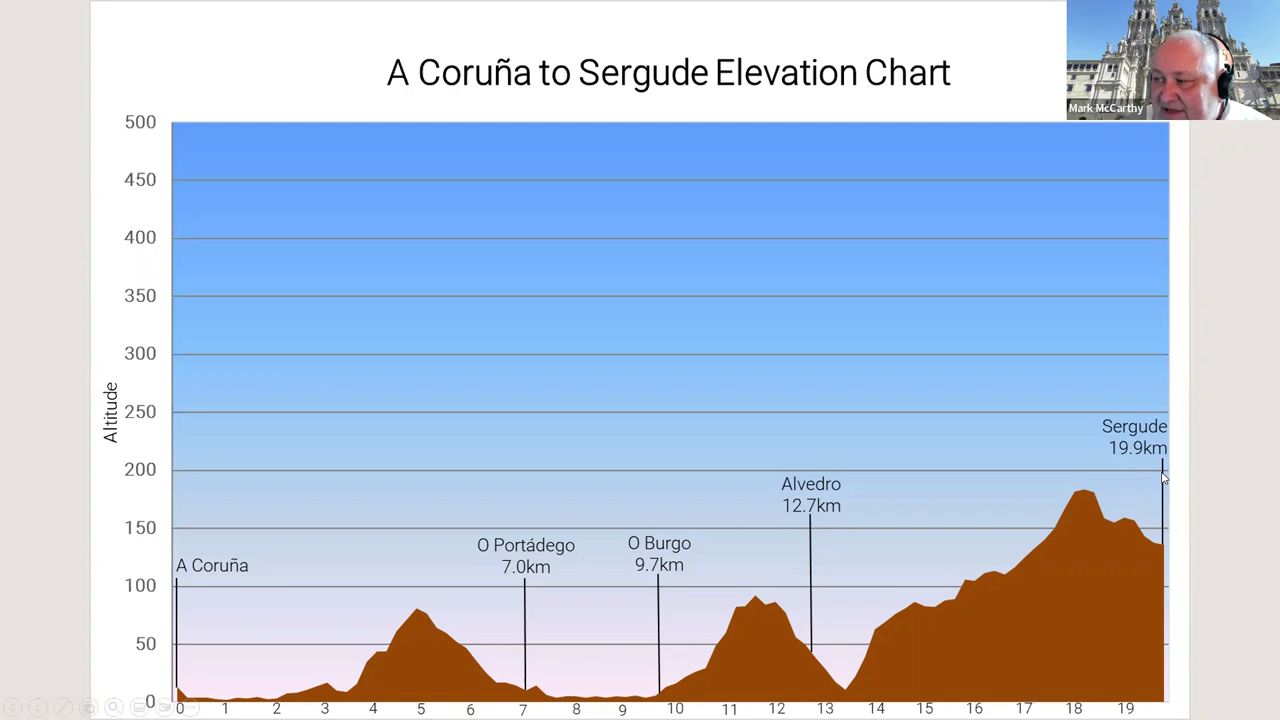 A Coruña to Sergude Elevation Chart
Mark McCarthy
500
450
400
350
300
250
200
150
100
50
0
Altitude
Sergude
19.9km
Alvedro
12.7km
O Portádego
7.0km
O Burgo
9.7km
A Coruña
0 1 2 3 4 5 6 7 8 9 10 11 12 13 14 15 16 17 18 19